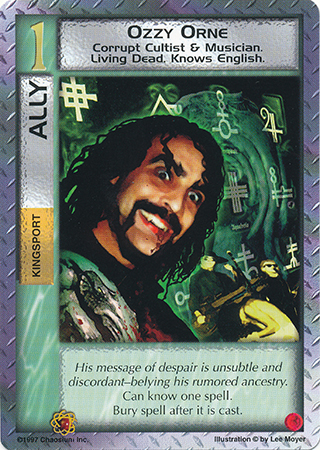 1
OZZY ORNE
Corrupt Cultist & Musician.
Living Dead. Knows English.
ALLY
KINGSPORT
His message of despair is unsubtle and
discordant–belying his rumored ancestry.
Can know one spell.
Bury spell after it is cast.
©1997 Chaosium Inc.
Illustration © by Lee Moyer